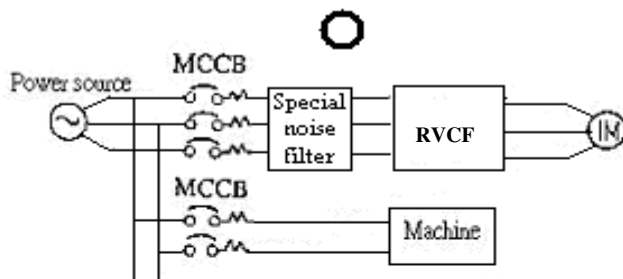 MCCB
Power source
Special
noise
filter
RVCF
IM
MCCB
Machine